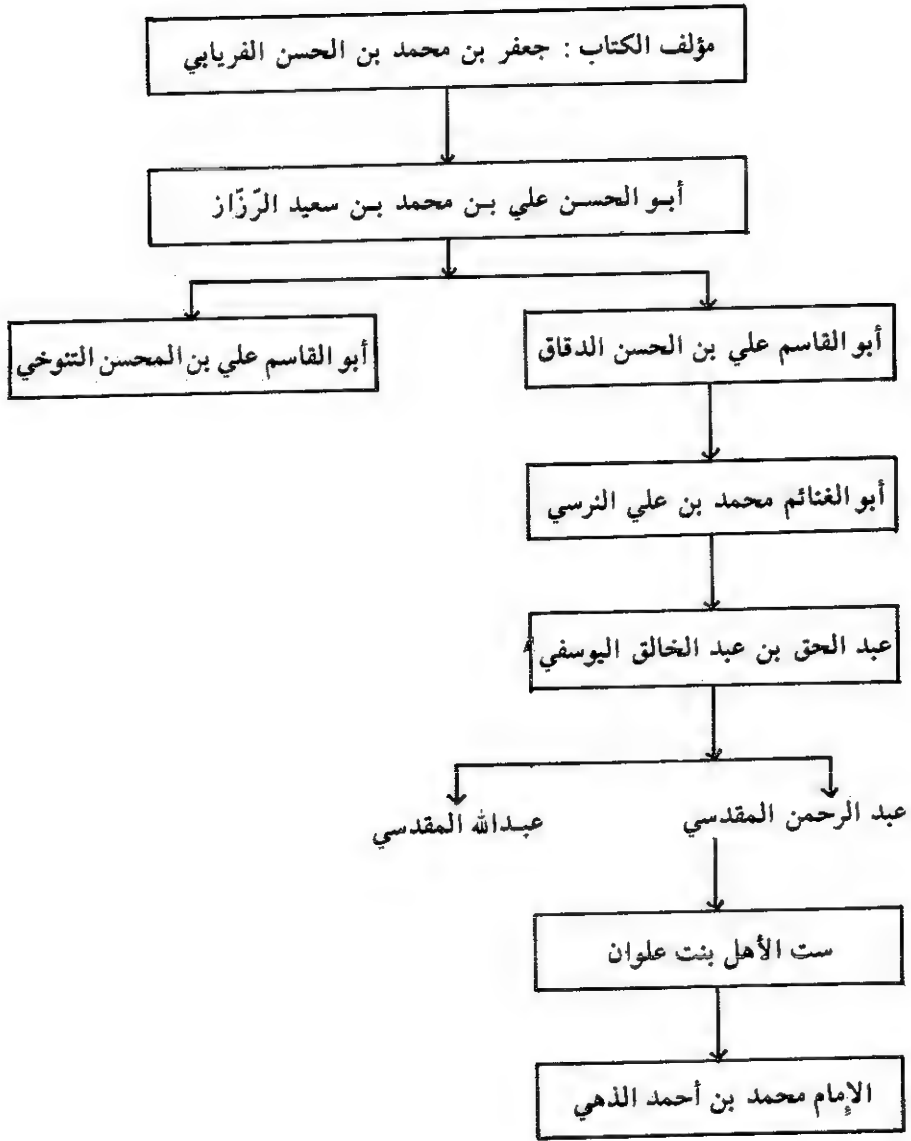 مؤلف الكتاب : جعفر بن محمد بن الحسن الفريابي
أبو الحسن علي بن محمد بن سعيد الرّزّاز
أبو القاسم علي بن الحسن الدقاق
أبو القاسم علي بن المحسن التنوخي
أبو الغنائم محمد بن علي النرسي
عبد الحق بن عبد الخالق اليوسفي
عبد الرحمن المقدسي
عبدالله المقدسي
ست الأهل بنت علوان
الإمام محمد بن أحمد الذهبي